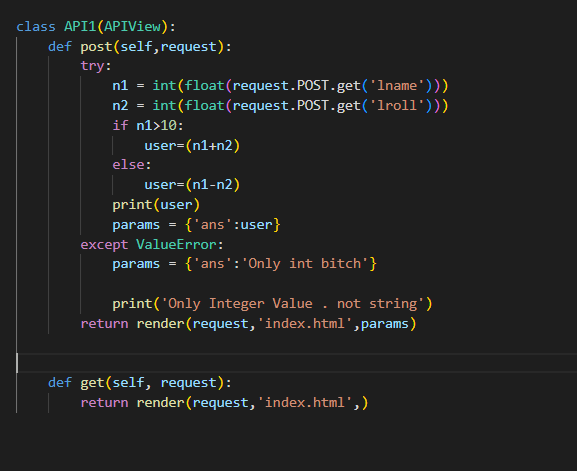 class API1(APIView):
    def post(self,request):
        try:
            n1 = int(float(request.POST.get('lname')))
            n2 = int(float(request.POST.get('lroll')))
            if n1>10:
                user=(n1+n2)
            else:
                user=(n1-n2)
            print(user)
            params = {'ans':user}
        except ValueError:
            params = {'ans':'Only int bitch'}
            print('Only Integer Value . not string')
        return render(request,'index.html',params)
    def get(self, request):
        return render(request,'index.html',)